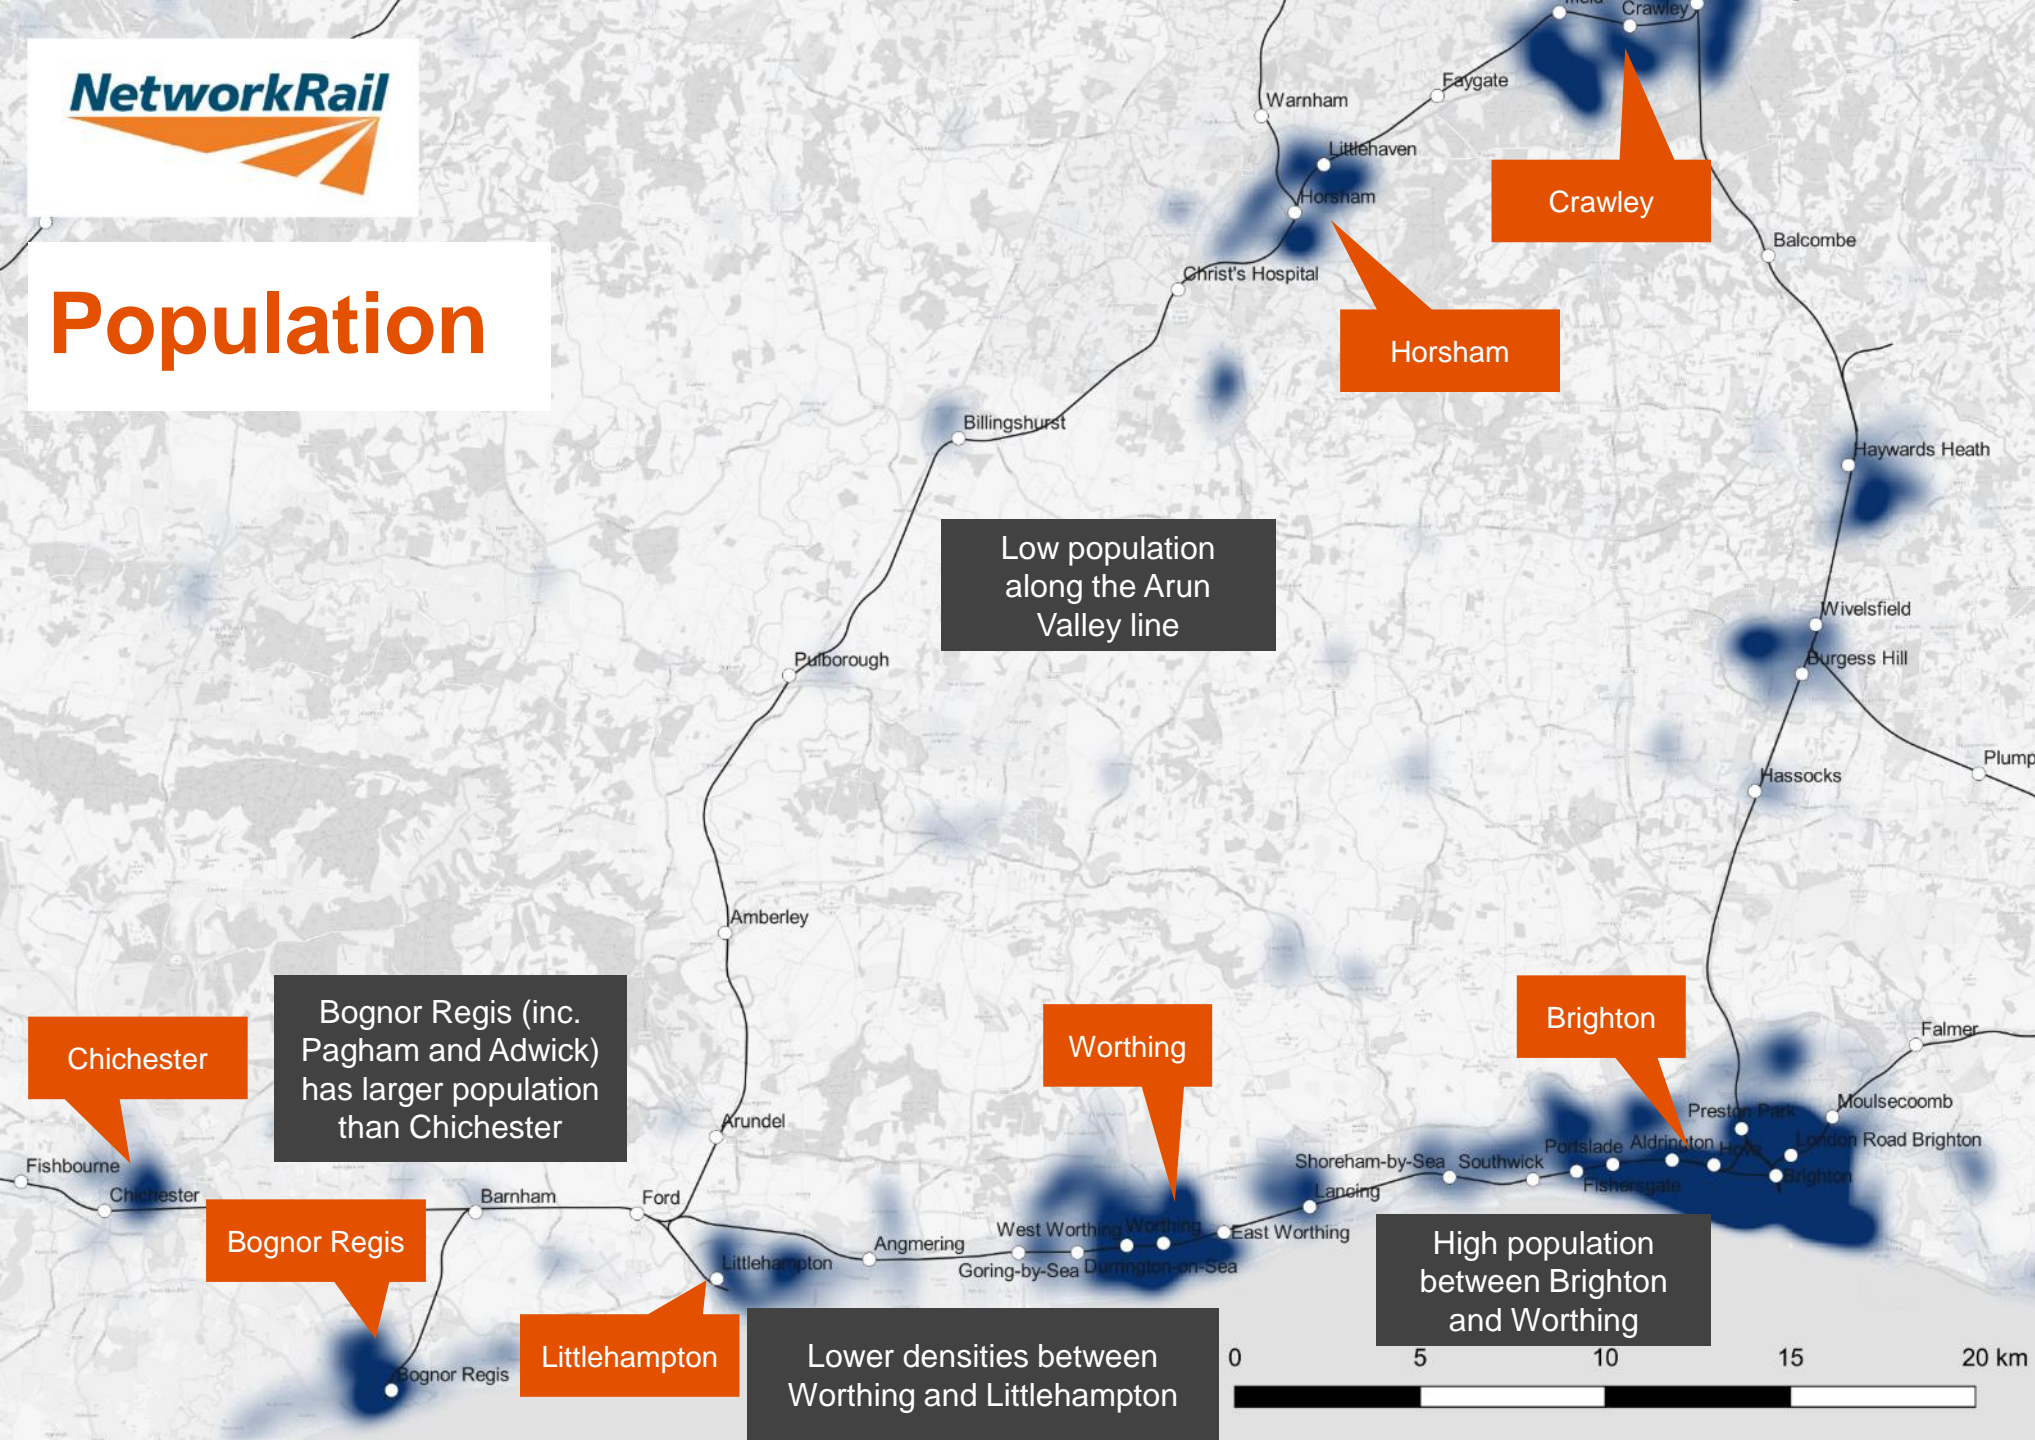 NetworkRail
Population
Crawley
Faygate
Warnham
Littlehaven
Horsham
Crawley
Balcombe
Christ's Hospital
Horsham
Billingshurst
Haywards Heath
Low population
along the Arun
Valley line
Wivelsfield
Burgess Hill
Pulborough
Plump
Hassocks
Amberley
Bognor Regis (inc.
Pagham and Adwick)
has larger population
than Chichester
Chichester
Worthing
Brighton
Falmer
Arundel
Preston Park
Moulsecoomb
Portslade
Aldrington
Hove
London Road Brighton
Fishbourne
Shoreham-by-Sea
Southwick
Fishersgate
Brighton
Chichester
Barnham
Ford
Lancing
Bognor Regis
West Worthing
Worthing
East Worthing
Angmering
Goring-by-Sea
Durrington-on-Sea
Littlehampton
High population
between Brighton
and Worthing
Littlehampton
Bognor Regis
Lower densities between
Worthing and Littlehampton
0 5 10 15 20 km